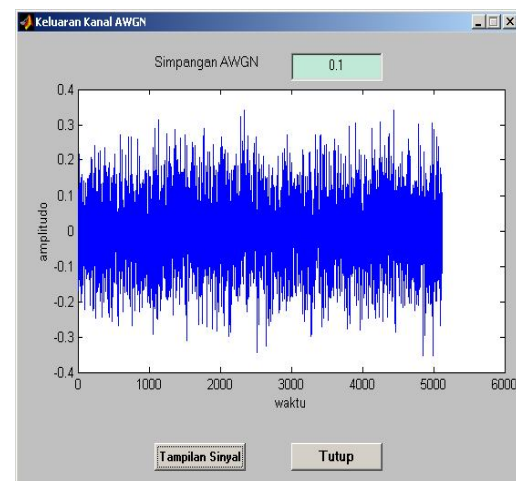 Keluaran Kanal AWGN
Simpangan AWGN 0.1
0.4
0.3
0.2
0.1
0
-0.1
-0.2
-0.3
-0.4
amplitudo
0 1000 2000 3000 4000 5000 6000
waktu
Tampilan Sinyal Tutup